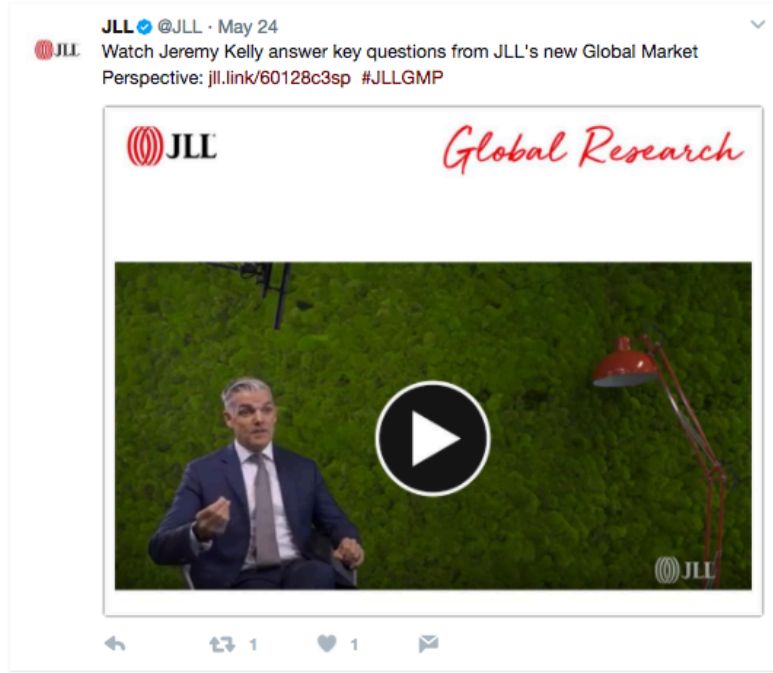 JLL @JLL · May 24
JLL
Watch Jeremy Kelly answer key questions from JLL's new Global Market
Perspective: jll.link/60128c3sp #JLLGMP
JLL
Global Research
JLL
1
1